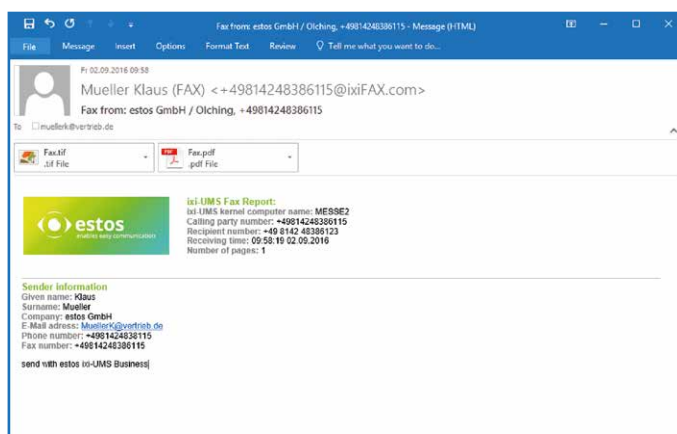 Fax from: estos GmbH / Olching, +49814248386115 - Message (HTML)
File Message Insert Options Format Text Review Tell me what you want to do...
Fr 02.09.2016 09:58
Mueller Klaus (FAX) <+49814248386115@ixiFAX.com>
Fax from: estos GmbH / Olching, +49814248386115
To muellerk@vertrieb.de
Fax.tif
.tif File
PDF
Fax.pdf
.pdf File
estos
enables easy communication
ixi-UMS Fax Report:
ixi-UMS kernel computer name: MESSE2
Calling party number: +49814248386115
Recipient number: +49 8142 48386123
Receiving time: 09:58:19 02.09.2016
Number of pages: 1
Sender information
Given name: Klaus
Surname: Mueller
Company: estos GmbH
E-Mail adress: MuellerK@vertrieb.de
Phone number: +4981424838115
Fax number: +49814248386115
send with estos ixi-UMS Business